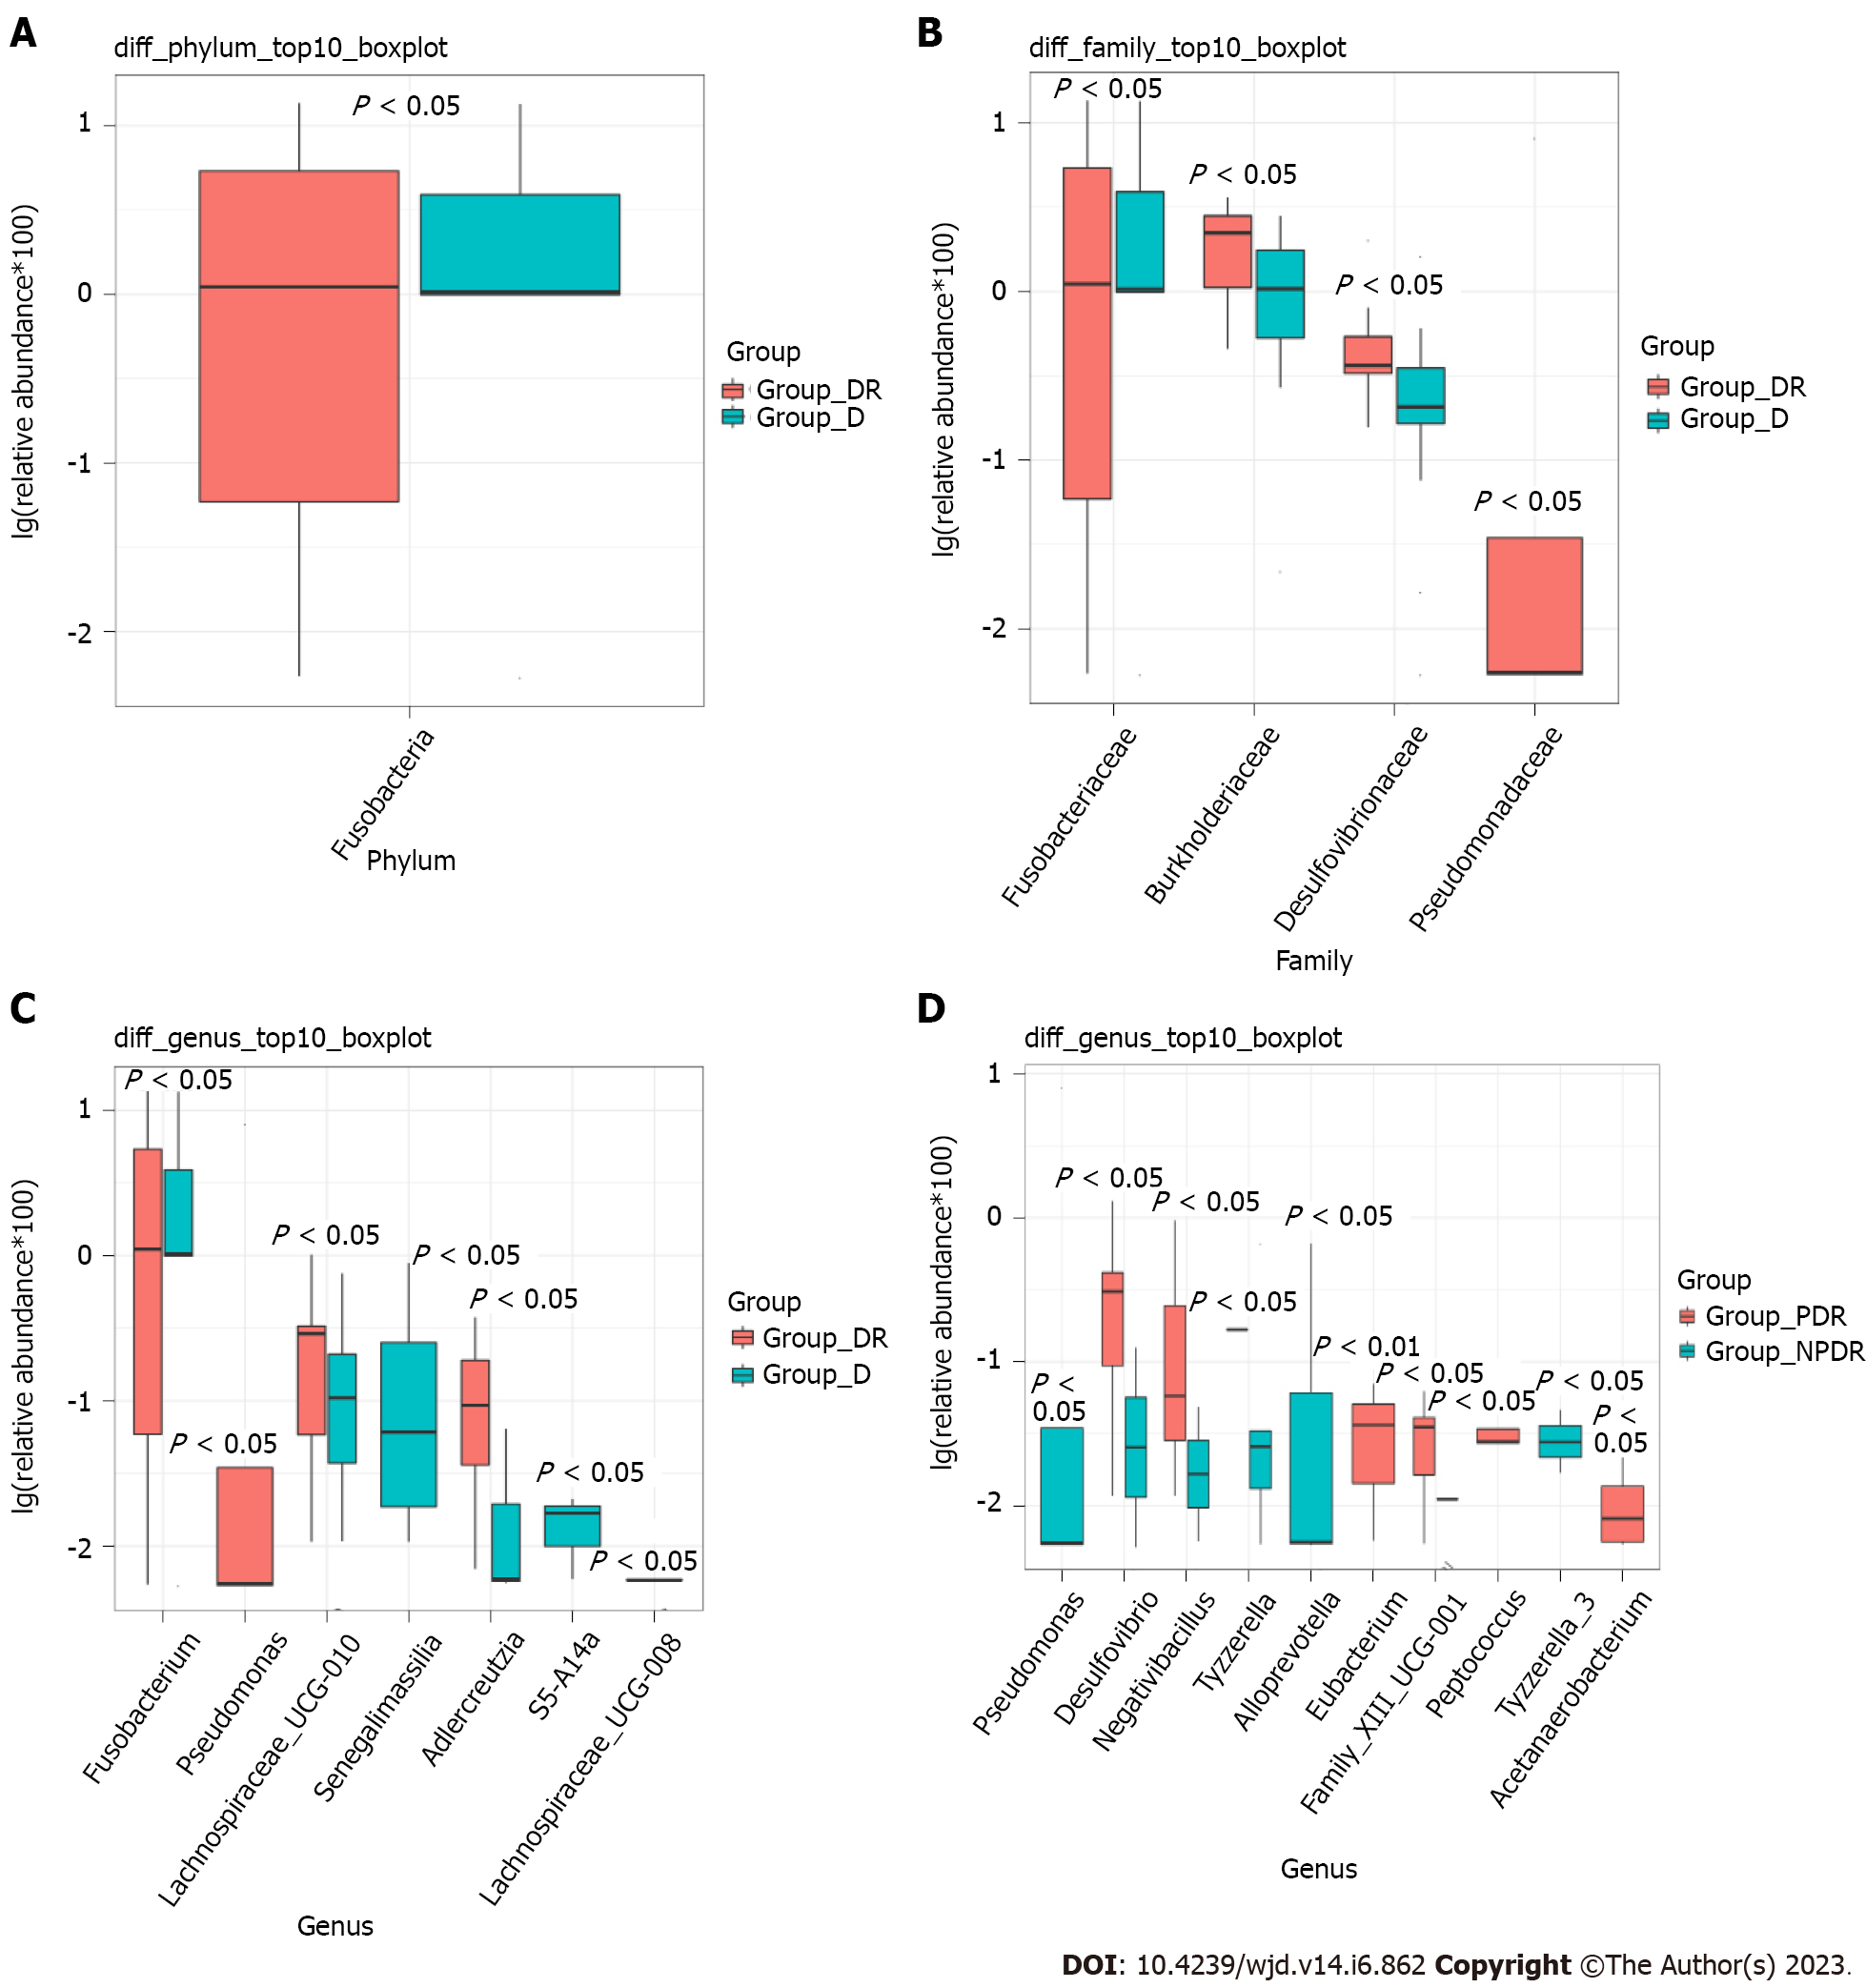 A
diff_phylum_top10_boxplot
P < 0.05
1
0
-1
-2
lg(relative abundance*100)
Fusobacteria
Phylum
Group
Group_DR
Group_D
B
diff_family_top10_boxplot
P < 0.05
P < 0.05
P < 0.05
P < 0.05
1
0
-1
-2
lg(relative abundance*100)
Fusobacteriaceae
Burkholderiaceae
Desulfovibrionaceae
Pseudomonadaceae
Family
Group
Group_DR
Group_D
C
diff_genus_top10_boxplot
P < 0.05
P < 0.05
P < 0.05
P < 0.05
P < 0.05
P < 0.05
P < 0.05
1
0
-1
-2
lg(relative abundance*100)
Fusobacterium
Pseudomonas
Lachnospiraceae_UCG-010
Senegalimassilia
Adlercreutzia
S5-A14a
Lachnospiraceae_UCG-008
Genus
Group
Group_DR
Group_D
D
diff_genus_top10_boxplot
P <
0.05
P < 0.05
P < 0.05
P < 0.05
P < 0.05
P < 0.01
P < 0.05
P < 0.05
P < 0.05
P <
0.05
1
0
-1
-2
lg(relative abundance*100)
Pseudomonas
Desulfovibrio
Negativibacillus
Tyzzerella
Alloprevotella
Eubacterium
Family_XIII_UCG-001
Peptococcus
Tyzzerella_3
Acetanaerobacterium
Genus
Group
Group_PDR
Group_NPDR
DOI: 10.4239/wjd.v14.i6.862 Copyright ©The Author(s) 2023.